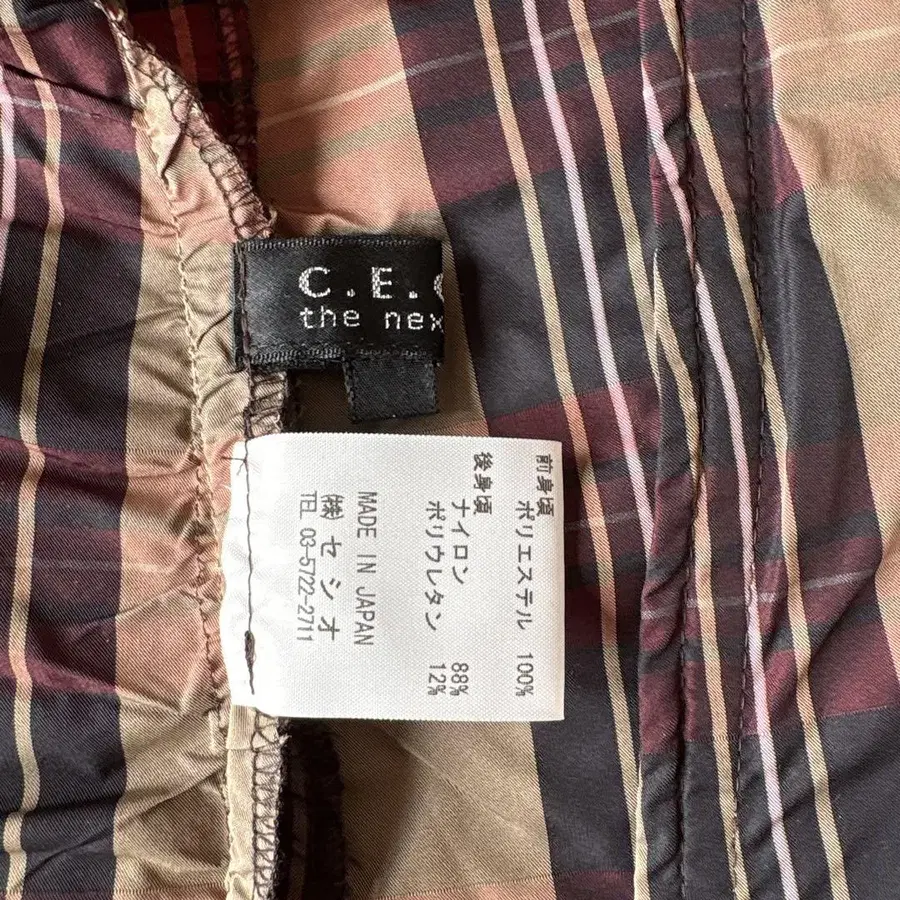 C.E.
the nex
前身頃
ポリエステル 100%
後身頃
ナイロン 88%
ポリウレタン 12%
MADE IN JAPAN
㈱セシオ
TEL 03-5722-2711